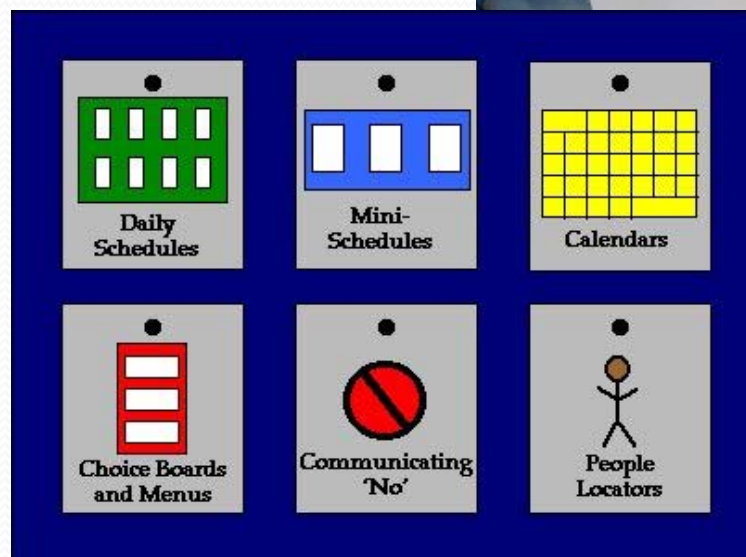 Daily
Schedules
Mini-
Schedules
Calendars
Choice Boards
and Menus
Communicating
'No'
People
Locators